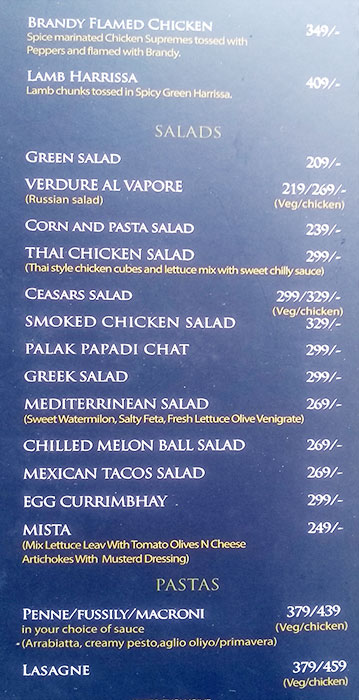 Brandy Flamed Chicken 349/-
Spice marinated Chicken Supremes tossed with
Peppers and flamed with Brandy.
Lamb Harrissa 409/-
Lamb chunks tossed in Spicy Green Harrissa.
SALADS
Green salad 209/-
VERDURE AL VAPORE 219/269/-
(Russian salad) (Veg/chicken)
Corn and pasta salad 239/-
THAI CHICKEN SALAD 299/-
(Thai style chicken cubes and lettuce mix with sweet chilly sauce)
Ceasars salad 299/329/-
(Veg/chicken)
SMOKED CHICKEN SALAD 329/-
PALAK PAPADI CHAT 299/-
GREEK SALAD 299/-
MEDITERRINEAN SALAD 269/-
(Sweet Watermilon, Salty Feta, Fresh Lettuce Olive Venigrate)
CHILLED MELON BALL SALAD 269/-
MEXICAN TACOS SALAD 269/-
EGG CURRIMBHAY 299/-
MISTA 249/-
(Mix Lettuce Leav With Tomato Olives N Cheese
Artichokes With Musterd Dressing)
PASTAS
Penne/fussily/macroni 379/439
in your choice of sauce (Veg/chicken)
(Arrabiatta, creamy pesto,aglio oliyo/primavera)
Lasagne 379/459
(Veg/chicken)